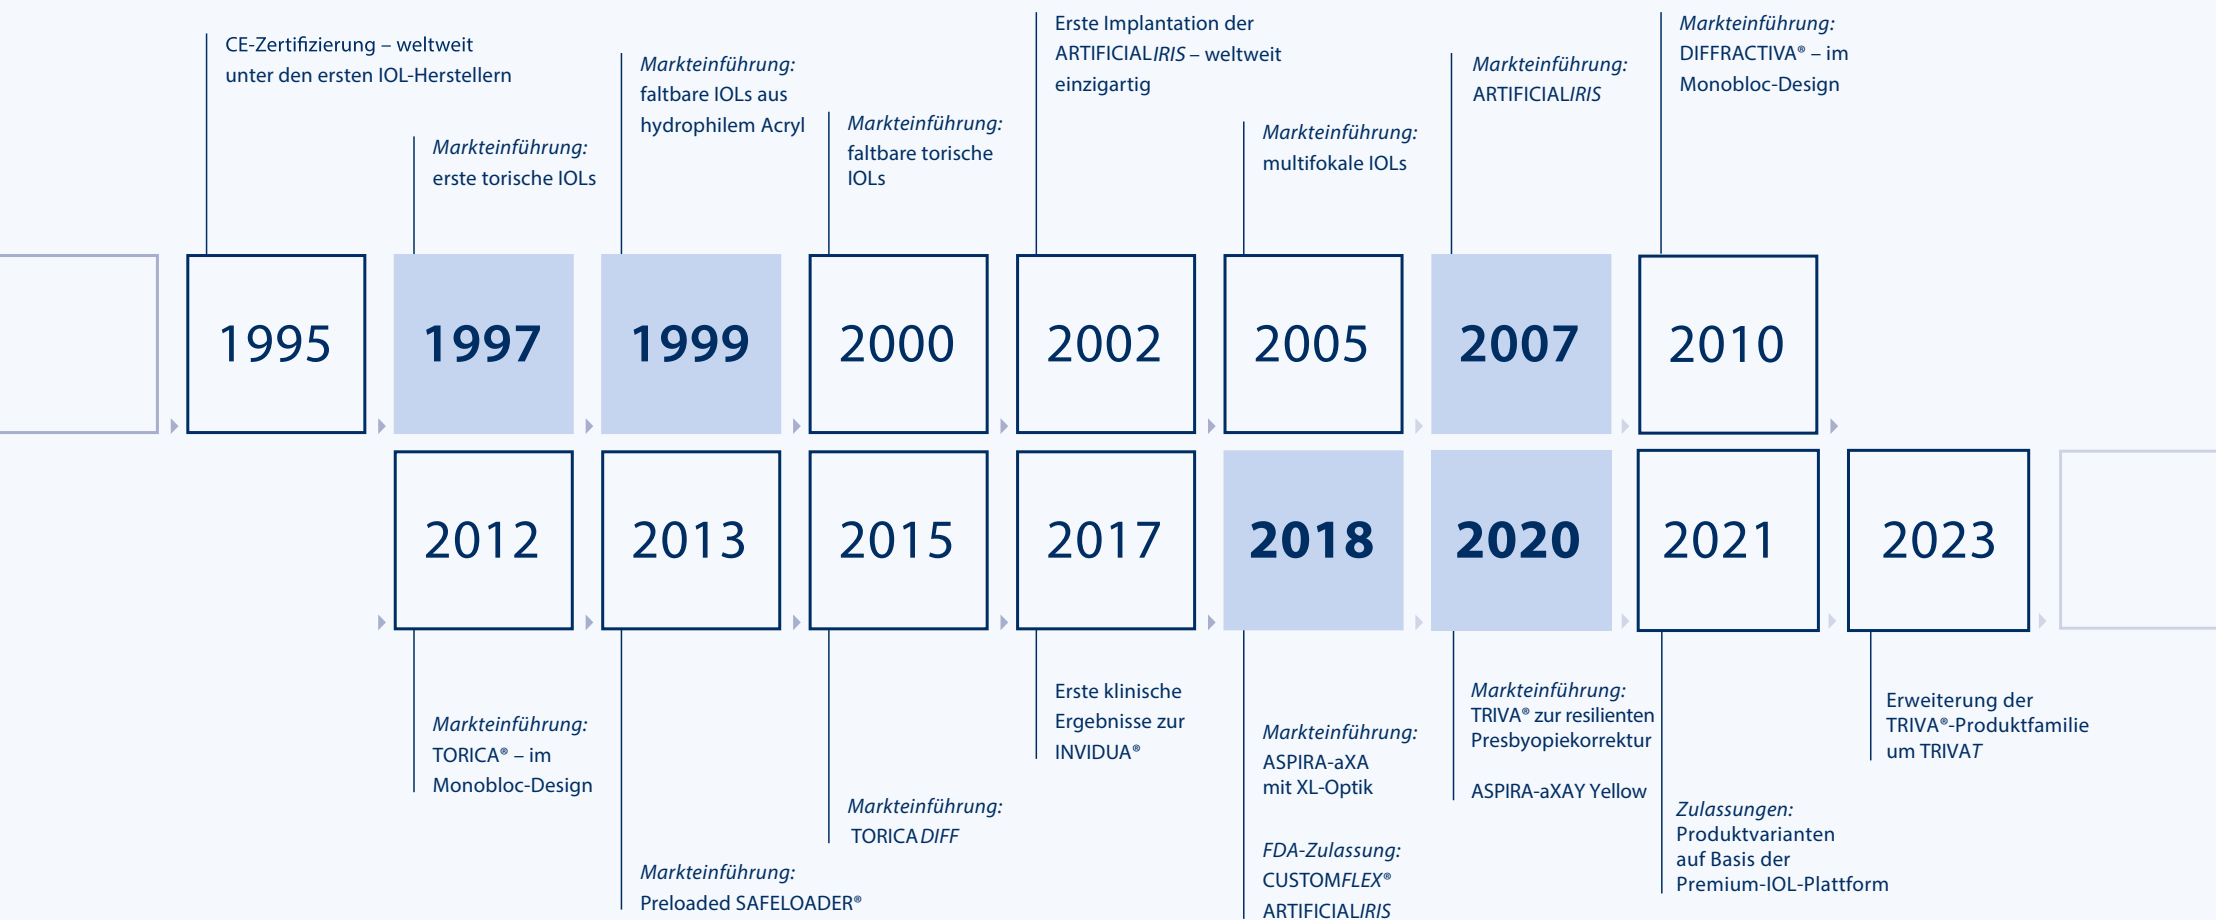 CE-Zertifizierung – weltweit
unter den ersten IOL-Herstellern
Markteinführung:
erste torische IOLs
Markteinführung:
faltbare IOLs aus
hydrophilem Acryl
Markteinführung:
faltbare torische
IOLs
Erste Implantation der
ARTIFICIALIRIS – weltweit
einzigartig
Markteinführung:
multifokale IOLs
Markteinführung:
ARTIFICIALIRIS
Markteinführung:
DIFFRACTIVA® – im
Monobloc-Design
1995
1997
1999
2000
2002
2005
2007
2010
2012
2013
2015
2017
2018
2020
2021
2023
Markteinführung:
TORICA® – im
Monobloc-Design
Markteinführung:
Preloaded SAFELOADER®
Markteinführung:
TORICADIFF
Erste klinische
Ergebnisse zur
INVIDUA®
Markteinführung:
ASPIRA-aXA
mit XL-Optik
FDA-Zulassung:
CUSTOMFLEX®
ARTIFICIALIRIS
Markteinführung:
TRIVA® zur resilienten
Presbyopiekorrektur
ASPIRA-aXAY Yellow
Zulassungen:
Produktvarianten
auf Basis der
Premium-IOL-Plattform
Erweiterung der
TRIVA®-Produktfamilie
um TRIVAT